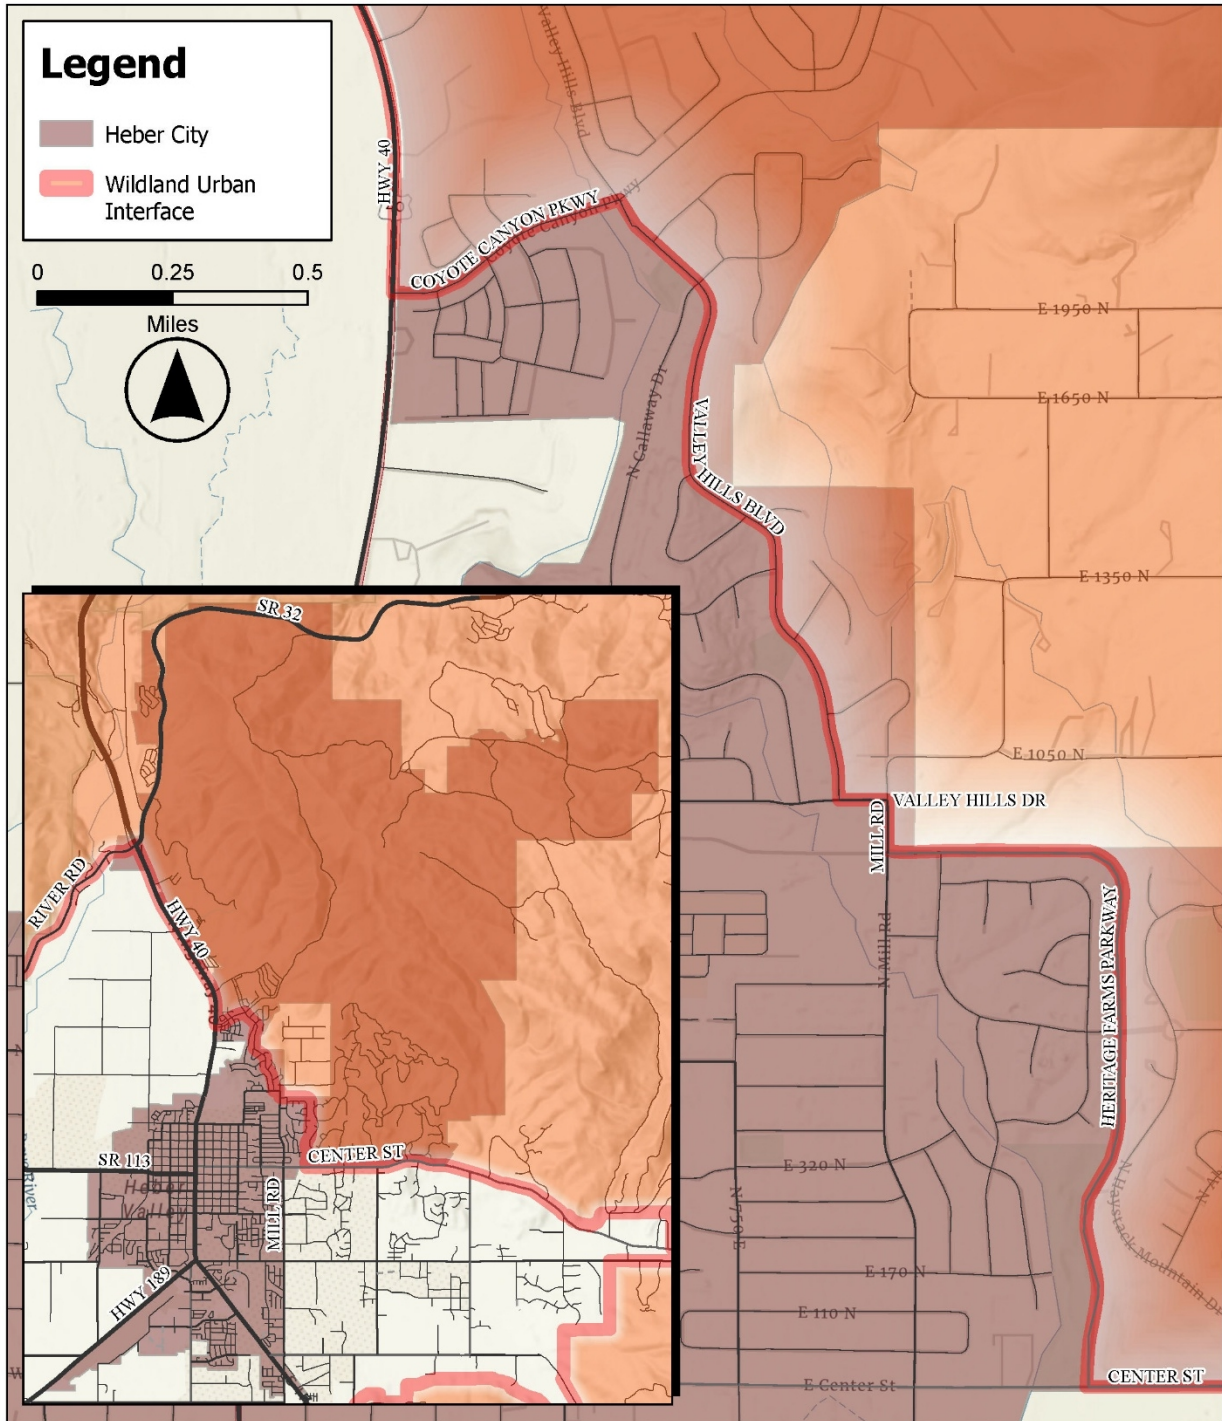 Legend
Heber City
Wildland Urban
Interface
0 0.25 0.5
Miles
Valley Hills Blvd
HWY 40
COYOTE CANYON PKWY
Coyote Canyon Pkwy
E 1950 N
E 1650 N
N Callaway Dr
VALLEY HILLS BLVD
E 1350 N
E 1050 N
VALLEY HILLS DR
MILL RD
N Mill Rd
HERITAGE FARMS PARKWAY
E 320 N
N 750 E
N Haystack Mountain Dr
E 170 N
E 110 N
CENTER ST
E Center St
SR 32
RIVER RD
HWY 40
CENTER ST
SR 113
Heber
Valley
River
MILL RD
HWY 189